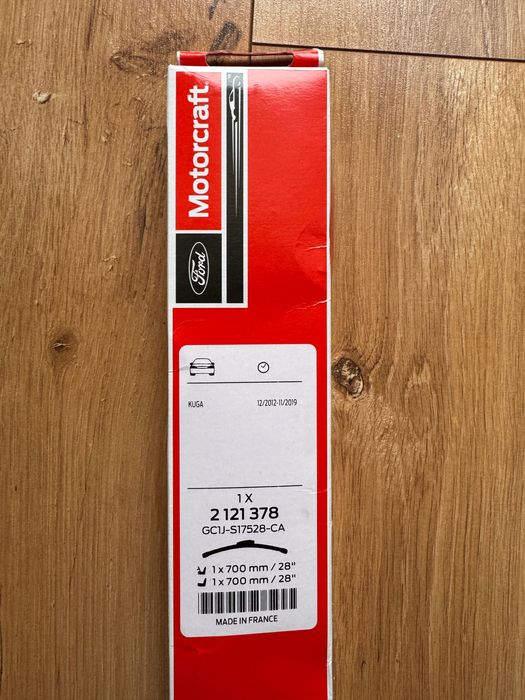 Motorcraft
Ford
KUGA 12/2012-11/2019
1 X
2 121 378
GC1J-S17528-CA
1 x 700 mm / 28"
1 x 700 mm / 28"
MADE IN FRANCE